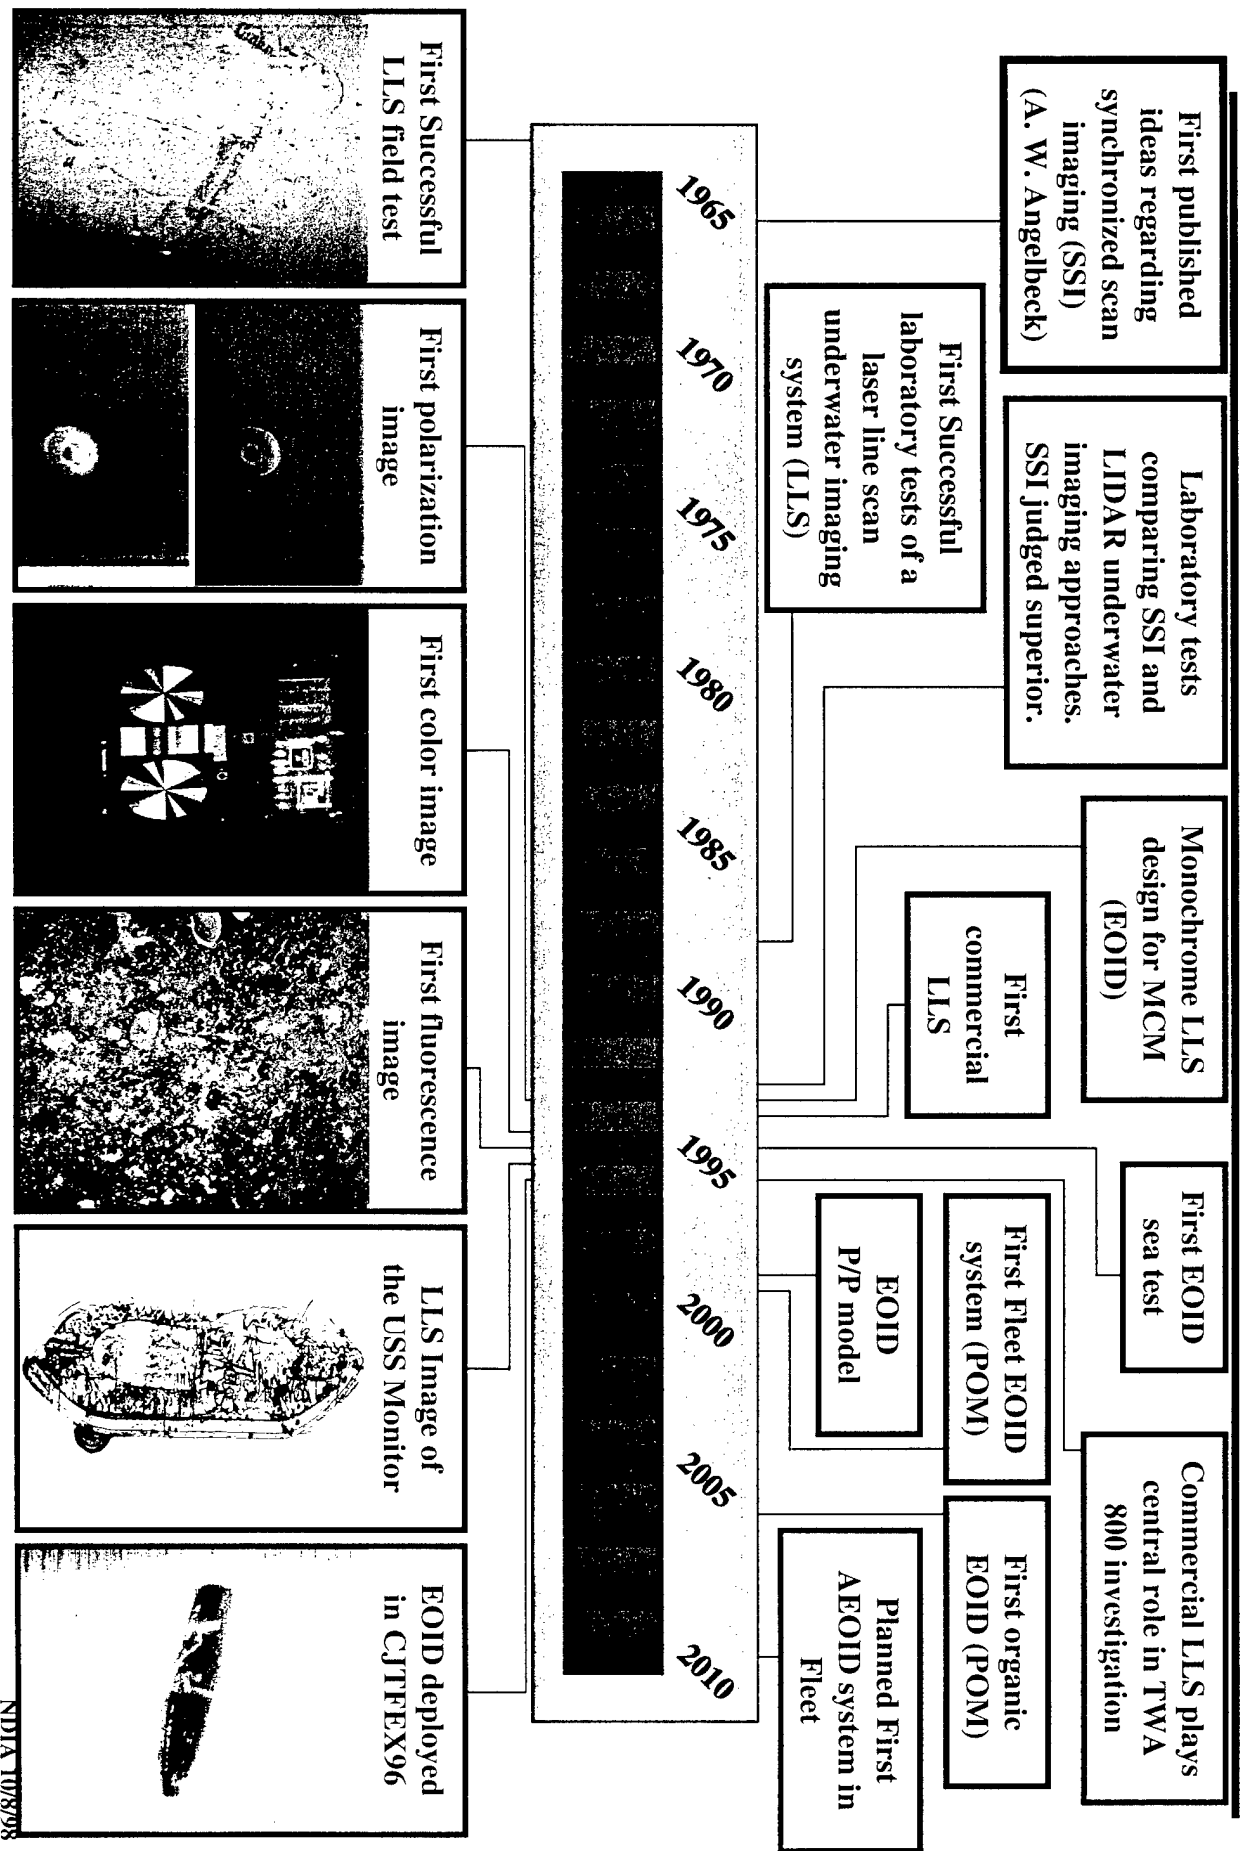 First published
ideas regarding
synchronized scan
imaging (SSI)
(A. W. Angelbeck)
Laboratory tests
comparing SSI and
LIDAR underwater
imaging approaches.
SSI judged superior.
Monochrome LLS
design for MCM
(EOID)
First EOID
sea test
Commercial LLS plays
central role in TWA
800 investigation
First Successful
laboratory tests of a
laser line scan
underwater imaging
system (LLS)
First
commercial
LLS
First Fleet EOID
system (POM)
EOID
P/P model
First organic
EOID (POM)
Planned First
AEOID system in
Fleet
1965
1970
1975
1980
1985
1990
1995
2000
2005
2010
First Successful
LLS field test
First polarization
image
First color image
First fluorescence
image
LLS Image of
the USS Monitor
EOID deployed
in CJTFEX96
NDIA 10/8/98